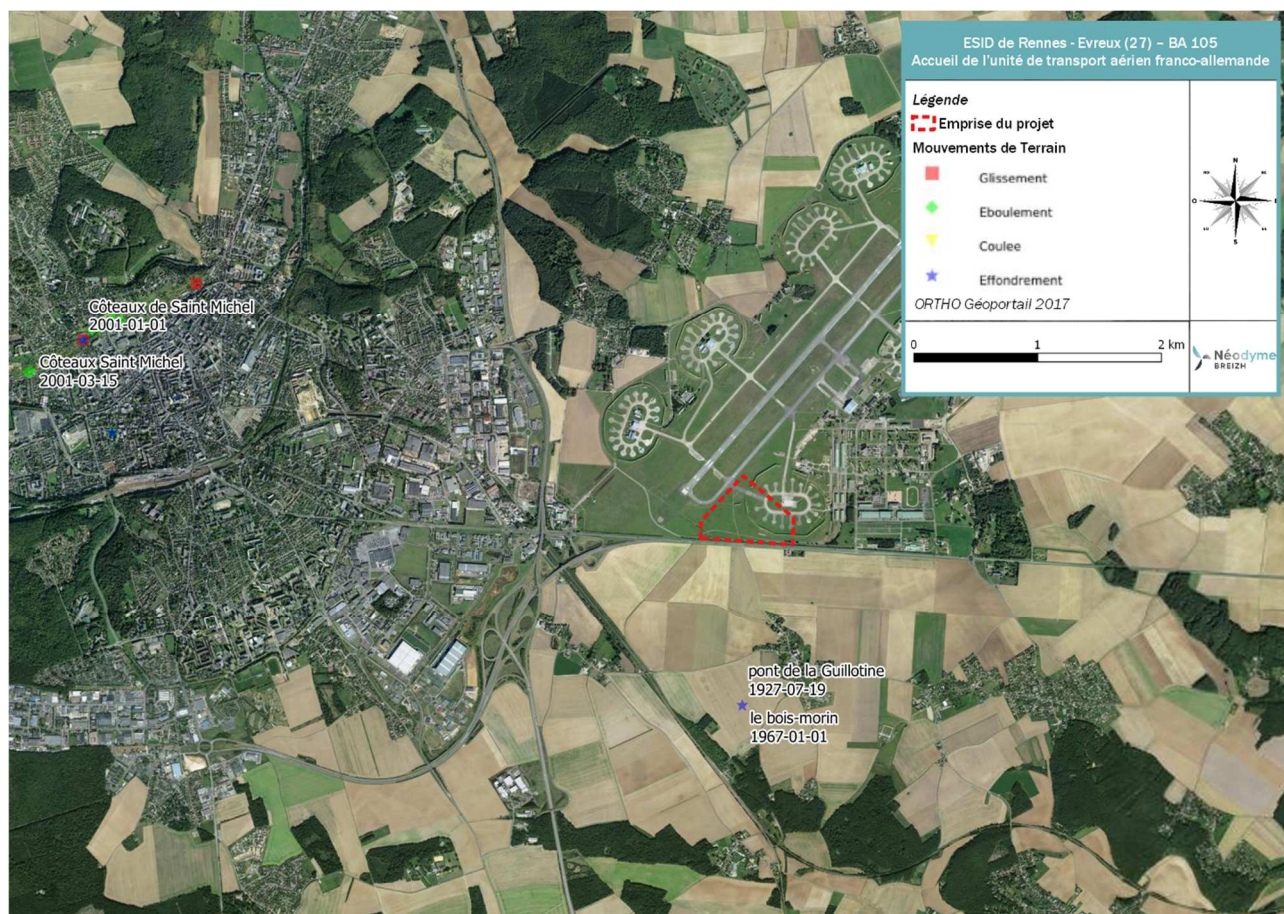 ESID de Rennes - Evreux (27) – BA 105
Accueil de l'unité de transport aérien franco-allemande
Légende
Emprise du projet
Mouvements de Terrain
Glissement
Eboulement
Coulee
Effondrement
ORTHO Géoportail 2017
0 1 2 km
N
O
S
Néodyme
BREIZH
Côteaux de Saint Michel
2001-01-01
Côteaux Saint Michel
2001-03-15
pont de la Guillotine
1927-07-19
le bois-morin
1967-01-01